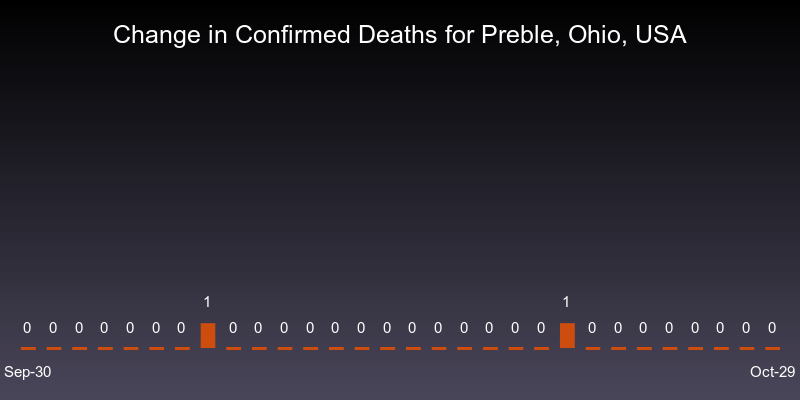 Change in Confirmed Deaths for Preble, Ohio, USA
1 1
0 0 0 0 0 0 0 0 0 0 0 0 0 0 0 0 0 0 0 0 0 0 0 0 0 0 0 0
Sep-30 Oct-29